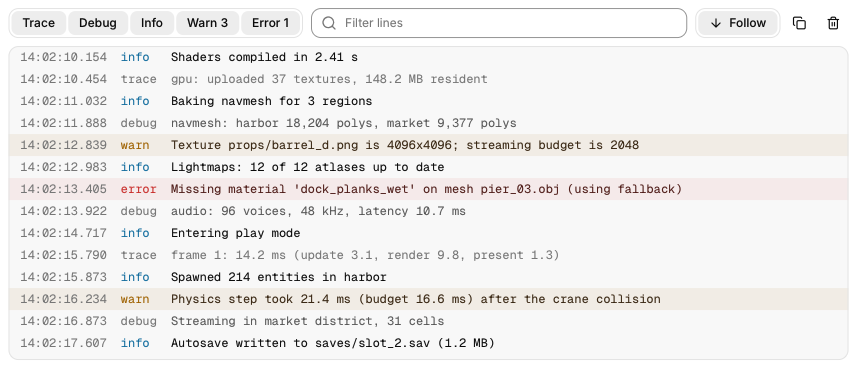 Trace Debug Info Warn 3 Error 1 Filter lines Follow
14:02:10.154 info Shaders compiled in 2.41 s
14:02:10.454 trace gpu: uploaded 37 textures, 148.2 MB resident
14:02:11.032 info Baking navmesh for 3 regions
14:02:11.888 debug navmesh: harbor 18,204 polys, market 9,377 polys
14:02:12.839 warn Texture props/barrel_d.png is 4096x4096; streaming budget is 2048
14:02:12.983 info Lightmaps: 12 of 12 atlases up to date
14:02:13.405 error Missing material 'dock_planks_wet' on mesh pier_03.obj (using fallback)
14:02:13.922 debug audio: 96 voices, 48 kHz, latency 10.7 ms
14:02:14.717 info Entering play mode
14:02:15.790 trace frame 1: 14.2 ms (update 3.1, render 9.8, present 1.3)
14:02:15.873 info Spawned 214 entities in harbor
14:02:16.234 warn Physics step took 21.4 ms (budget 16.6 ms) after the crane collision
14:02:16.873 debug Streaming in market district, 31 cells
14:02:17.607 info Autosave written to saves/slot_2.sav (1.2 MB)